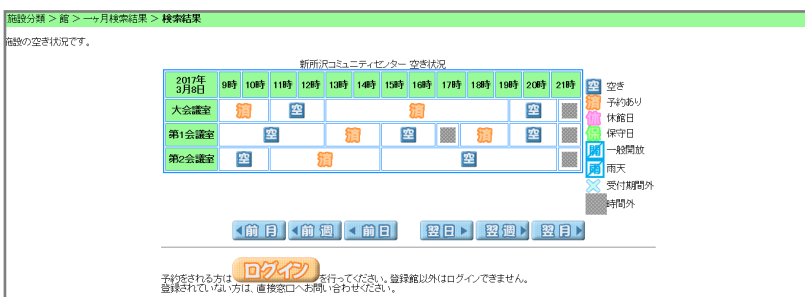 施設分類 > 館 > 一ヶ月検索結果 > 検索結果
施設の空き状況です。
新所沢コミュニティセンター 空き状況
2017年 3月8日 9時 10時 11時 12時 13時 14時 15時 16時 17時 18時 19時 20時 21時
大会議室 済 空 済 空
第1会議室 空 済 空 済 空
第2会議室 空 済 空
空 空き
済 予約あり
休 休館日
保 保守日
開 一般開放
雨 雨天
受付期間外
時間外
前月 前週 前日 翌日 翌週 翌月
予約をされる方は ログイン を行ってください。登録館以外はログインできません。
登録されていない方は、直接窓口へお問い合わせください。